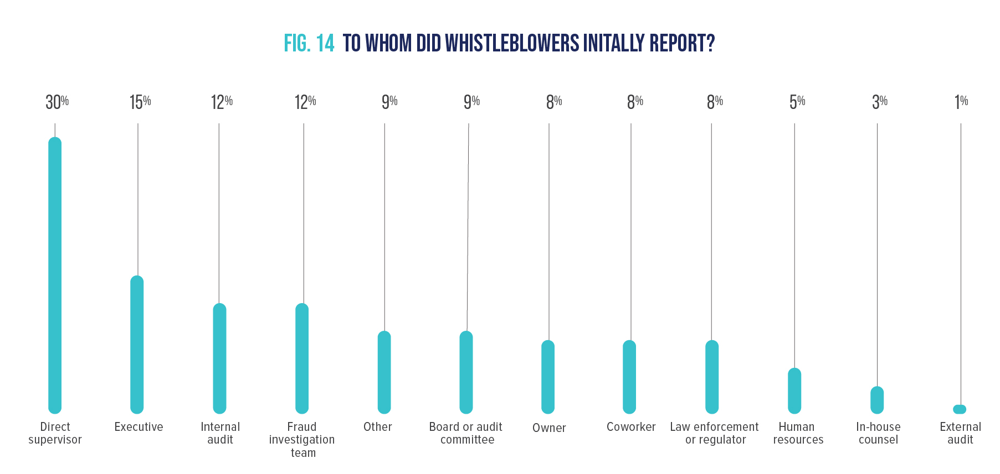 FIG. 14 TO WHOM DID WHISTLEBLOWERS INITALLY REPORT?
30% 15% 12% 12% 9% 9% 8% 8% 8% 5% 3% 1%
Direct
supervisor
Executive
Internal
audit
Fraud
investigation
team
Other
Board or audit
committee
Owner
Coworker
Law enforcement
or regulator
Human
resources
In-house
counsel
External
audit